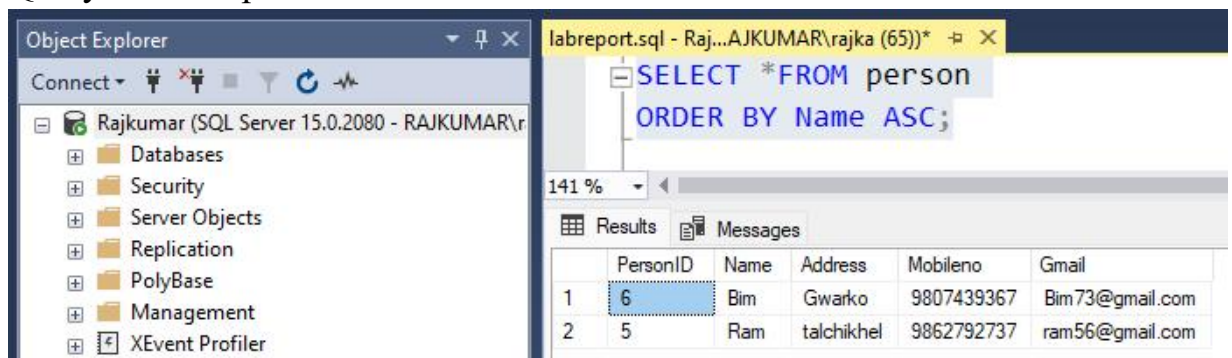 Object Explorer
Connect
Rajkumar (SQL Server 15.0.2080 - RAJKUMAR\r
Databases
Security
Server Objects
Replication
PolyBase
Management
XEvent Profiler
labreport.sql - Raj...AJKUMAR\rajka (65))*
SELECT *FROM person
ORDER BY Name ASC;
141 %
Results Messages
PersonID Name Address Mobileno Gmail
1 6 Bim Gwarko 9807439367 Bim73@gmail.com
2 5 Ram talchikhel 9862792737 ram56@gmail.com